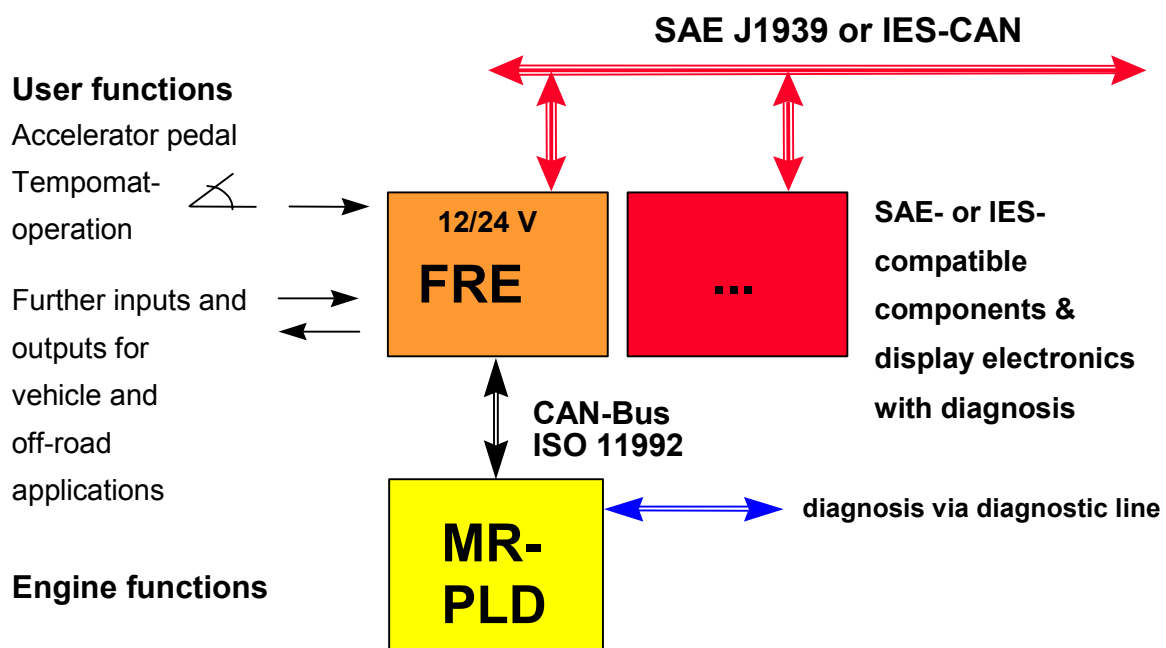 SAE J1939 or IES-CAN
User functions
Accelerator pedal
Tempomat-
operation
Further inputs and
outputs for
vehicle and
off-road
applications
12/24 V
FRE
...
SAE- or IES-
compatible
components &
display electronics
with diagnosis
CAN-Bus
ISO 11992
MR-
PLD
diagnosis via diagnostic line
Engine functions